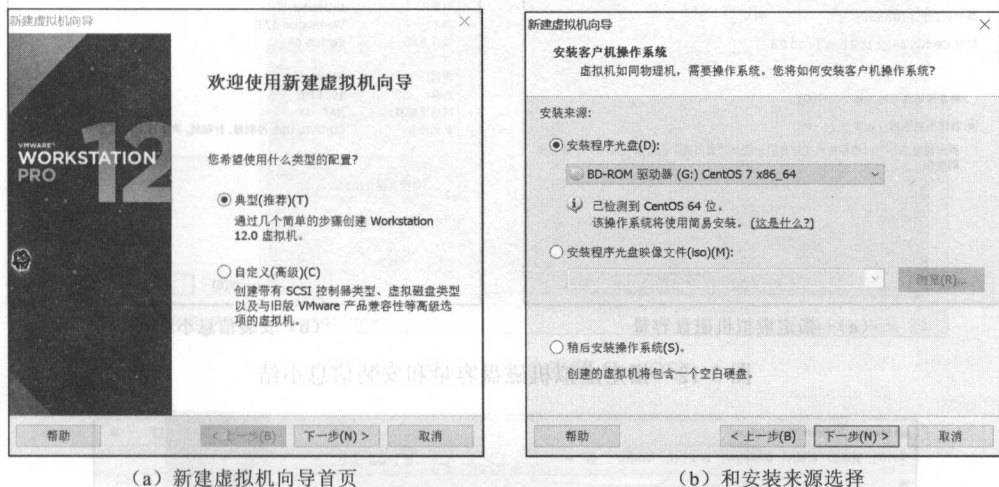 新建虚拟机向导
VMWARE®
WORKSTATION
PRO
12
欢迎使用新建虚拟机向导
您希望使用什么类型的配置?
典型(推荐)(T)
通过几个简单的步骤创建 Workstation
12.0 虚拟机。
自定义(高级)(C)
创建带有 SCSI 控制器类型、虚拟磁盘类型
以及与旧版 VMware 产品兼容性等高级选
项的虚拟机。
帮助
< 上一步(B)
下一步(N) >
取消
(a) 新建虚拟机向导首页
新建虚拟机向导
安装客户机操作系统
虚拟机如同物理机,需要操作系统。您将如何安装客户机操作系统?
安装来源:
安装程序光盘(D):
BD-ROM 驱动器 (G:) CentOS 7 x86_64
已检测到 CentOS 64 位。
该操作系统将使用简易安装。(这是什么?)
安装程序光盘映像文件(iso)(M):
浏览(R)...
稍后安装操作系统(S)。
创建的虚拟机将包含一个空白硬盘。
帮助
< 上一步(B)
下一步(N) >
取消
(b) 和安装来源选择